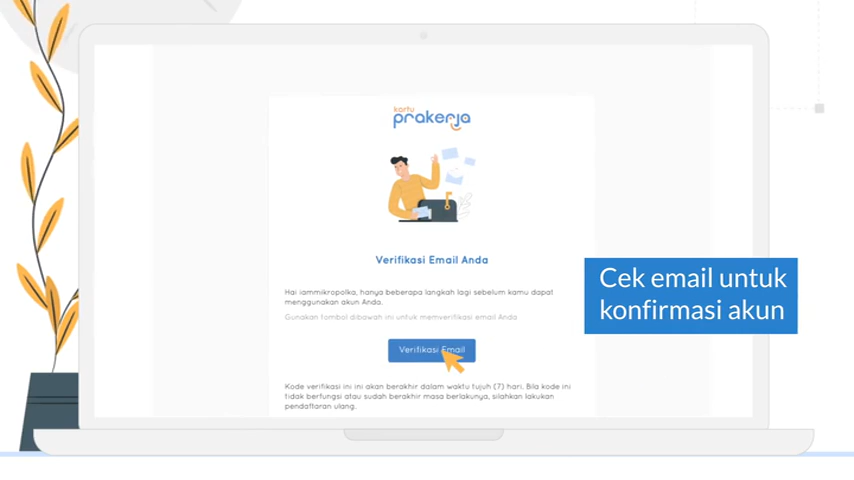 kartu
prakerja
Verifikasi Email Anda
Hai iammikropolka, hanya beberapa langkah lagi sebelum kamu dapat
menggunakan akun Anda.
Gunakan tombol dibawah ini untuk memverifikasi email Anda
Verifikasi Email
Kode verifikasi ini ini akan berakhir dalam waktu tujuh (7) hari. Bila kode ini
tidak berfungsi atau sudah berakhir masa berlakunya, silahkan lakukan
pendaftaran ulang.
Cek email untuk
konfirmasi akun